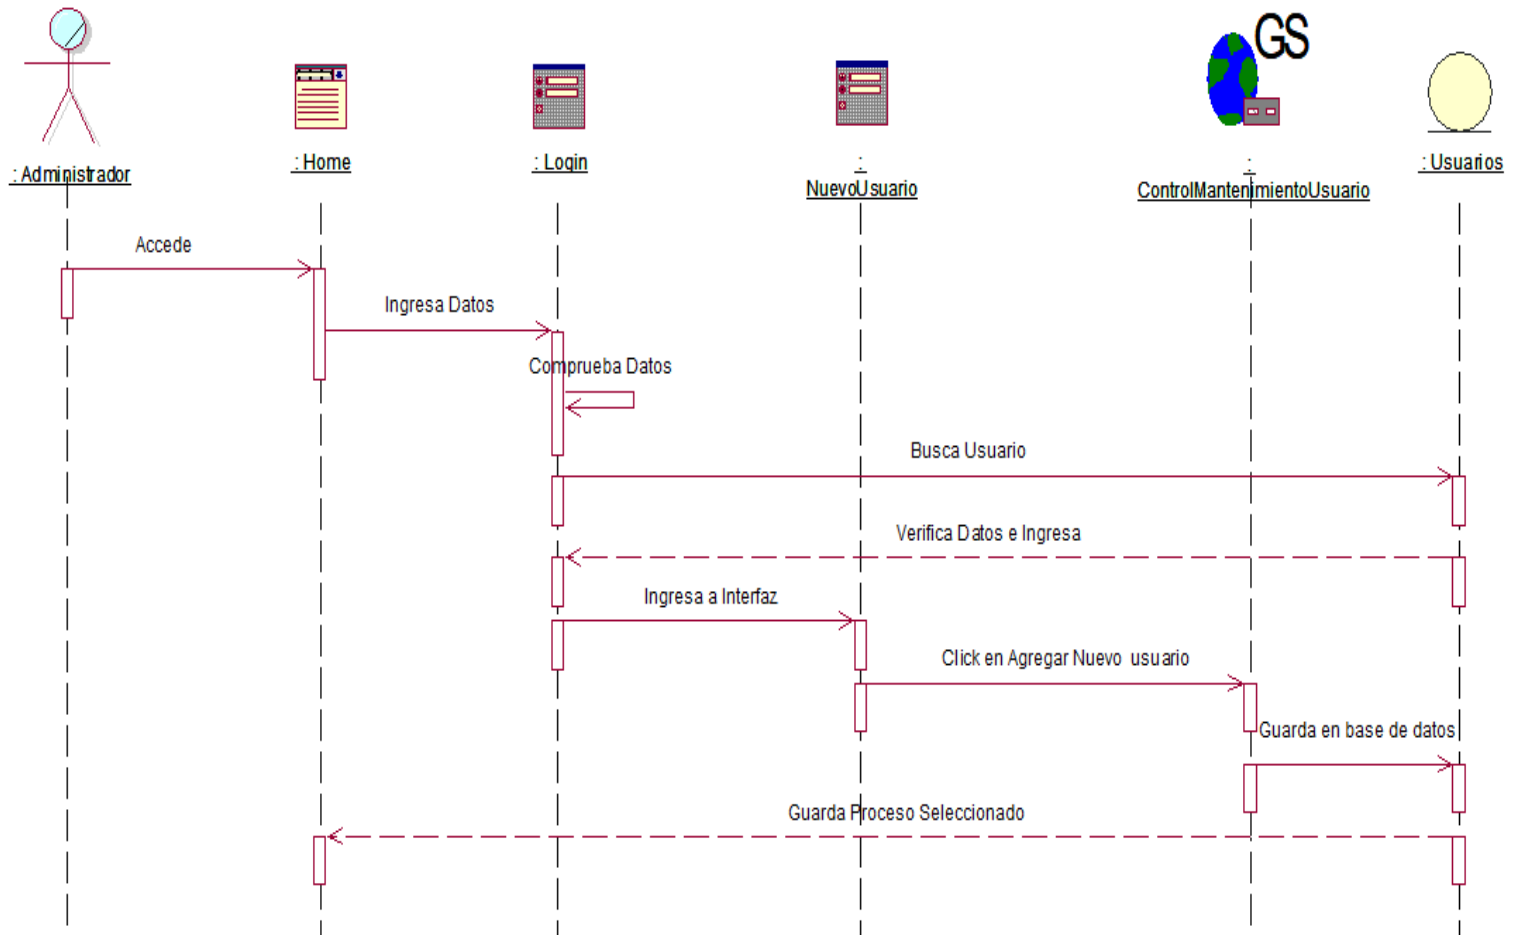 GS
: Administrador
: Home
: Login
:
NuevoUsuario
:
ControlMantenimientoUsuario
: Usuarios
Accede
Ingresa Datos
Comprueba Datos
Busca Usuario
Verifica Datos e Ingresa
Ingresa a Interfaz
Click en Agregar Nuevo usuario
Guarda en base de datos
Guarda Proceso Seleccionado